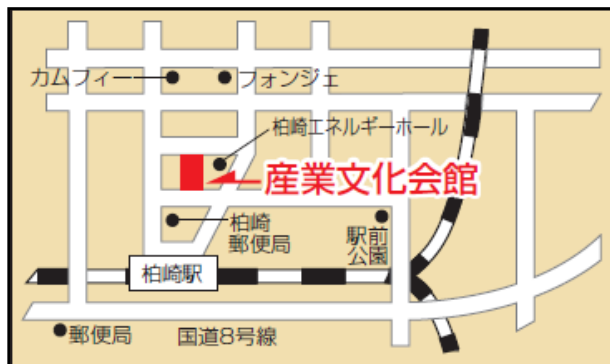 カムフィー
フォンジェ
柏崎エネルギーホール
産業文化会館
柏崎
郵便局
駅前
公園
柏崎駅
郵便局
国道8号線